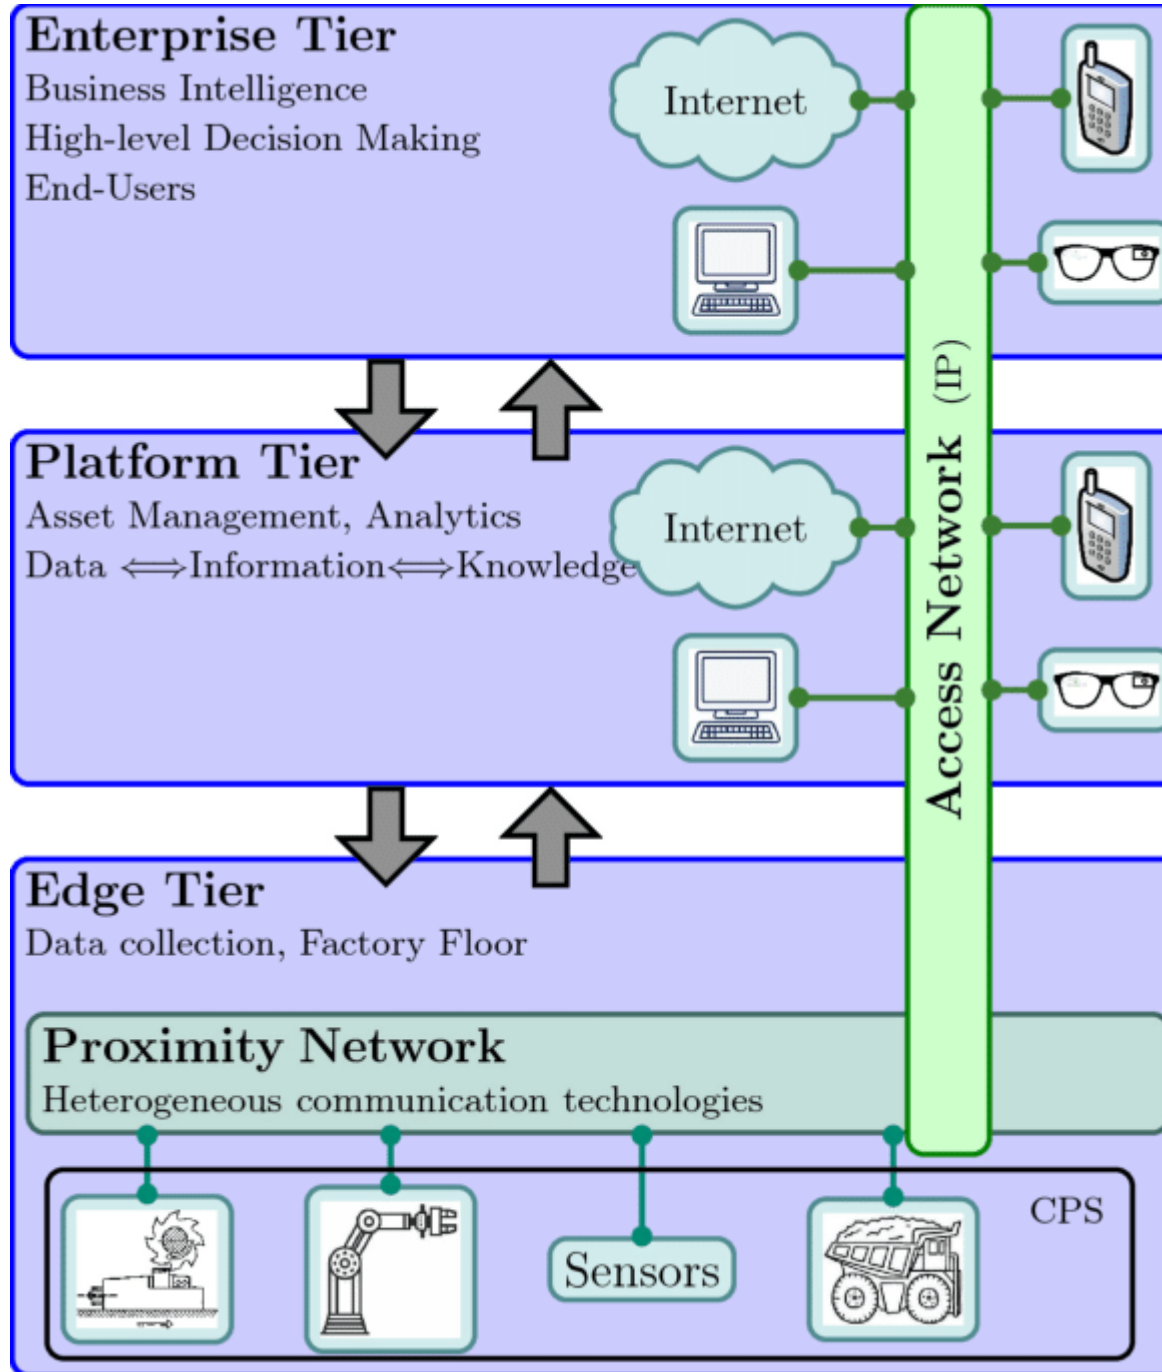 Enterprise Tier
Business Intelligence
High-level Decision Making
End-Users
Internet
Access Network (IP)
Platform Tier
Asset Management, Analytics
Data ⟺Information⟺Knowledge
Internet
Edge Tier
Data collection, Factory Floor
Proximity Network
Heterogeneous communication technologies
CPS
Sensors